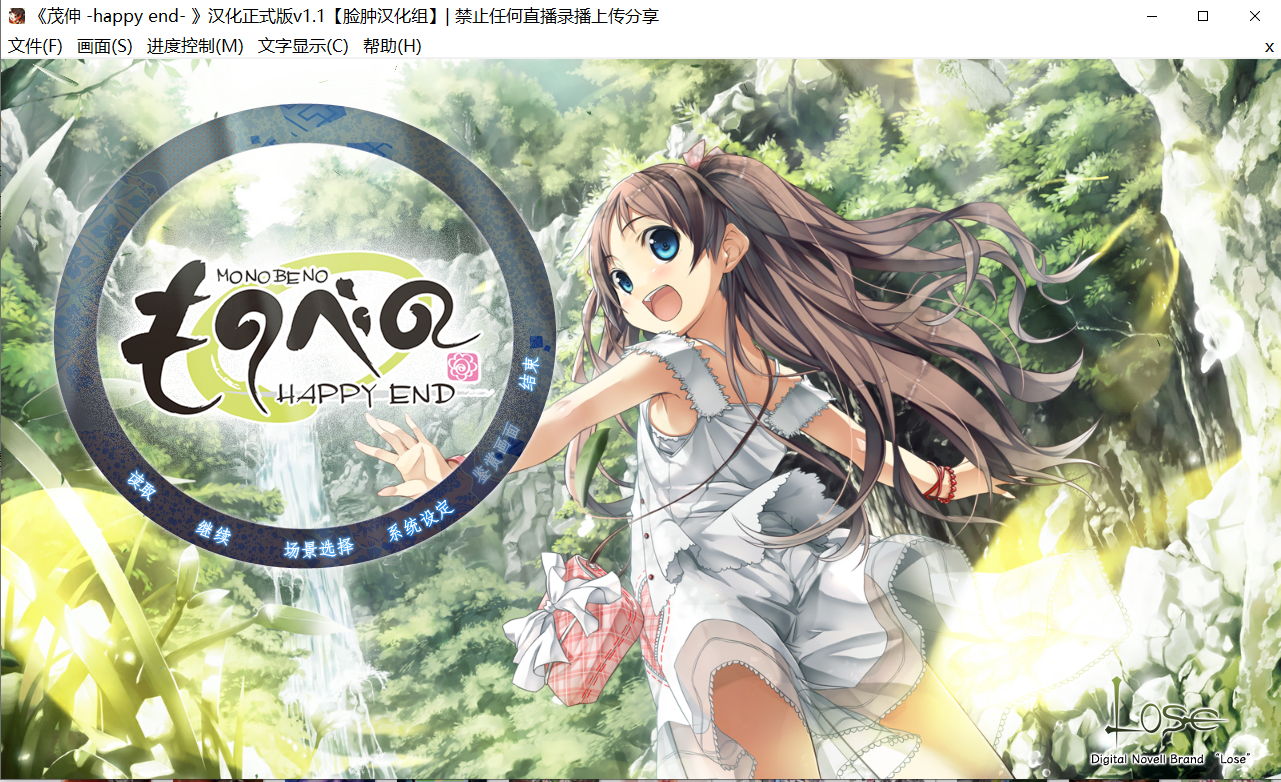 《茂伸 -happy end- 》汉化正式版v1.1【脸肿汉化组】| 禁止任何直播录播上传分享
文件(F) 画面(S) 进度控制(M) 文字显示(C) 帮助(H)
x
MONOBENO
ものべの
HAPPY END
读取
继续
场景选择
系统设定
鉴赏画面
结束
Lose
Digital Novell Brand “Lose”